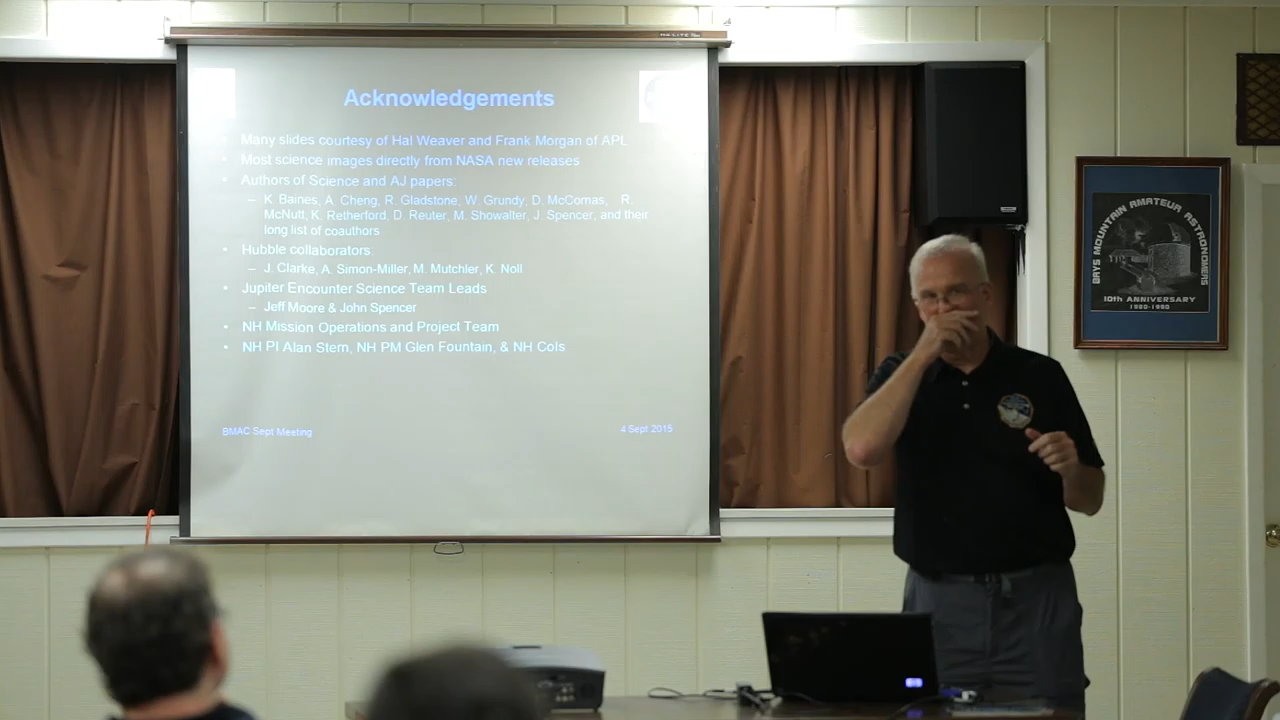 Acknowledgements
• Many slides courtesy of Hal Weaver and Frank Morgan of APL
• Most science images directly from NASA new releases
• Authors of Science and AJ papers:
– K. Baines, A. Cheng, R. Gladstone, W. Grundy, D. McComas, R.
McNutt, K. Retherford, D. Reuter, M. Showalter, J. Spencer, and their
long list of coauthors
• Hubble collaborators:
– J. Clarke, A. Simon-Miller, M. Mutchler, K. Noll
• Jupiter Encounter Science Team Leads
– Jeff Moore & John Spencer
• NH Mission Operations and Project Team
• NH PI Alan Stern, NH PM Glen Fountain, & NH CoIs
BMAC Sept Meeting
4 Sept 2015
BAYS MOUNTAIN AMATEUR ASTRONOMERS
10th ANNIVERSARY
1980-1990